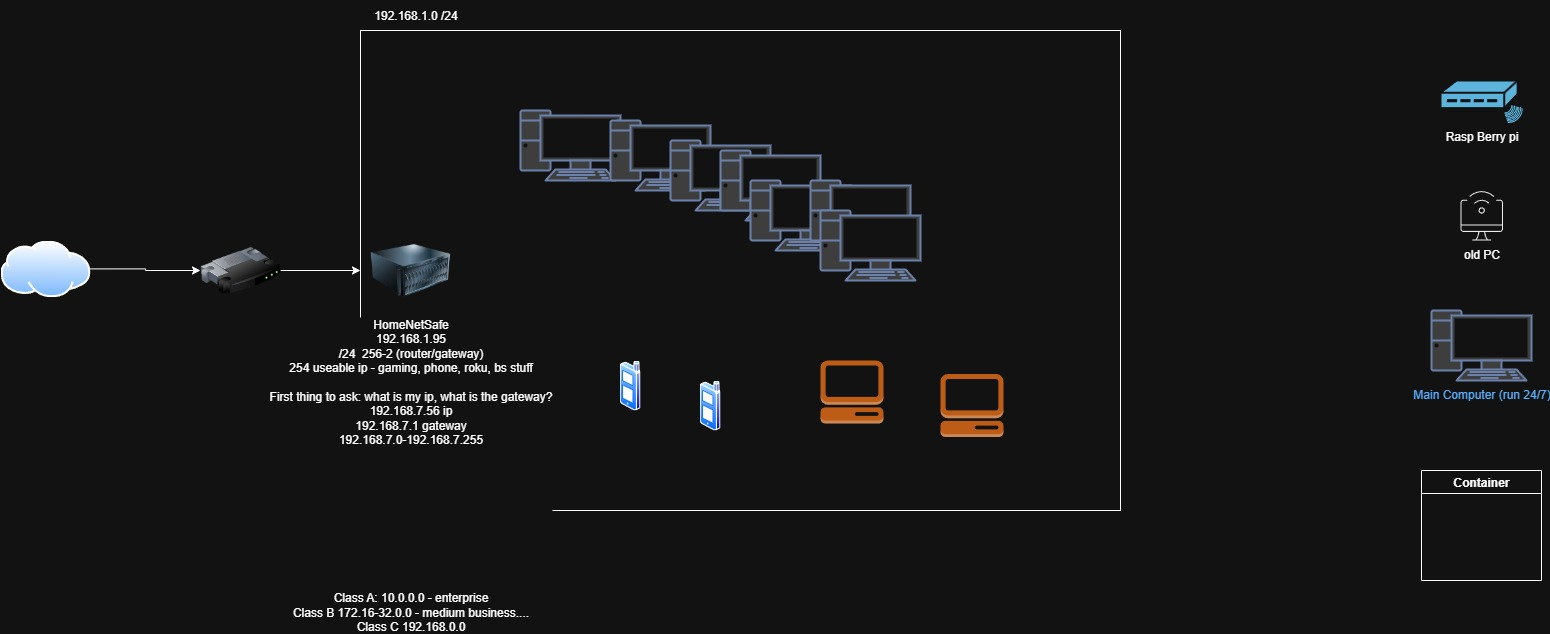 192.168.1.0 /24
Rasp Berry pi
old PC
HomeNetSafe
192.168.1.95
/24 256-2 (router/gateway)
254 useable ip - gaming, phone, roku, bs stuff
Main Computer (run 24/7)
First thing to ask: what is my ip, what is the gateway?
192.168.7.56 ip
192.168.7.1 gateway
192.168.7.0-192.168.7.255
Container
Class A: 10.0.0.0 - enterprise
Class B 172.16-32.0.0 - medium business....
Class C 192.168.0.0